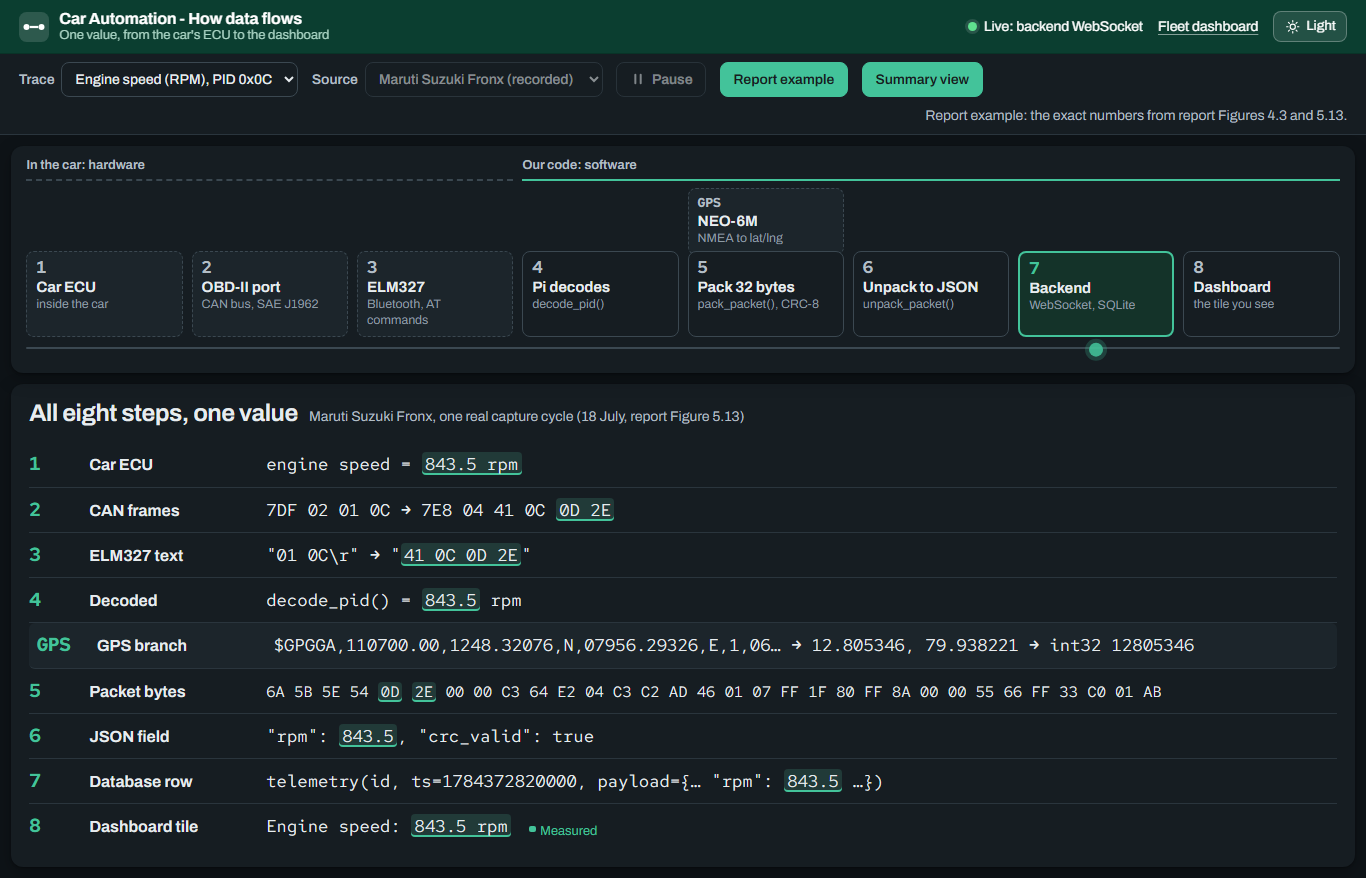 Car Automation - How data flows
One value, from the car's ECU to the dashboard
Live: backend WebSocket
Fleet dashboard
Light
Trace
Engine speed (RPM), PID 0x0C
Source
Maruti Suzuki Fronx (recorded)
Pause
Report example
Summary view
Report example: the exact numbers from report Figures 4.3 and 5.13.
In the car: hardware
Our code: software
GPS
NEO-6M
NMEA to lat/lng
1
Car ECU
inside the car
2
OBD-II port
CAN bus, SAE J1962
3
ELM327
Bluetooth, AT
commands
4
Pi decodes
decode_pid()
5
Pack 32 bytes
pack_packet(), CRC-8
6
Unpack to JSON
unpack_packet()
7
Backend
WebSocket, SQLite
8
Dashboard
the tile you see
All eight steps, one value Maruti Suzuki Fronx, one real capture cycle (18 July, report Figure 5.13)
1 Car ECU engine speed = 843.5 rpm
2 CAN frames 7DF 02 01 0C → 7E8 04 41 0C 0D 2E
3 ELM327 text "01 0C\r" → "41 0C 0D 2E"
4 Decoded decode_pid() = 843.5 rpm
GPS GPS branch $GPGGA,110700.00,1248.32076,N,07956.29326,E,1,06… → 12.805346, 79.938221 → int32 12805346
5 Packet bytes 6A 5B 5E 54 0D 2E 00 00 C3 64 E2 04 C3 C2 AD 46 01 07 FF 1F 80 FF 8A 00 00 55 66 FF 33 C0 01 AB
6 JSON field "rpm": 843.5, "crc_valid": true
7 Database row telemetry(id, ts=1784372820000, payload={… "rpm": 843.5 …})
8 Dashboard tile Engine speed: 843.5 rpm Measured